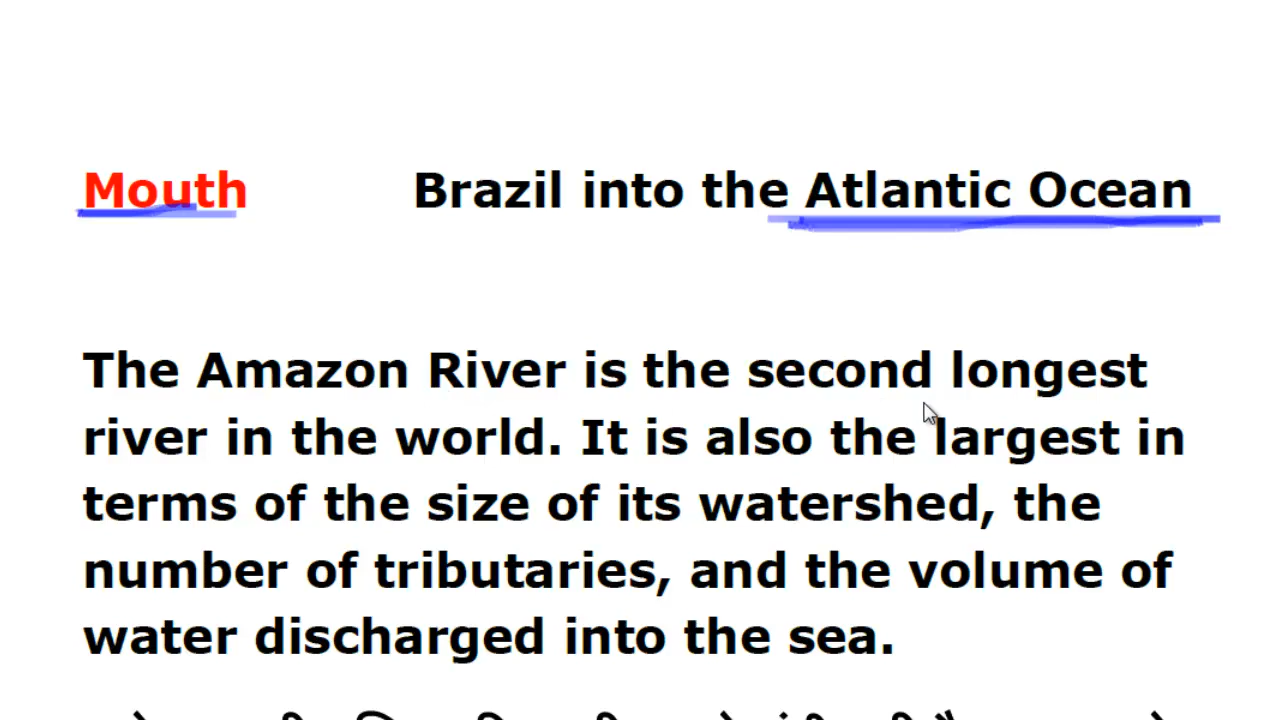 Mouth Brazil into the Atlantic Ocean
The Amazon River is the second longest
river in the world. It is also the largest in
terms of the size of its watershed, the
number of tributaries, and the volume of
water discharged into the sea.